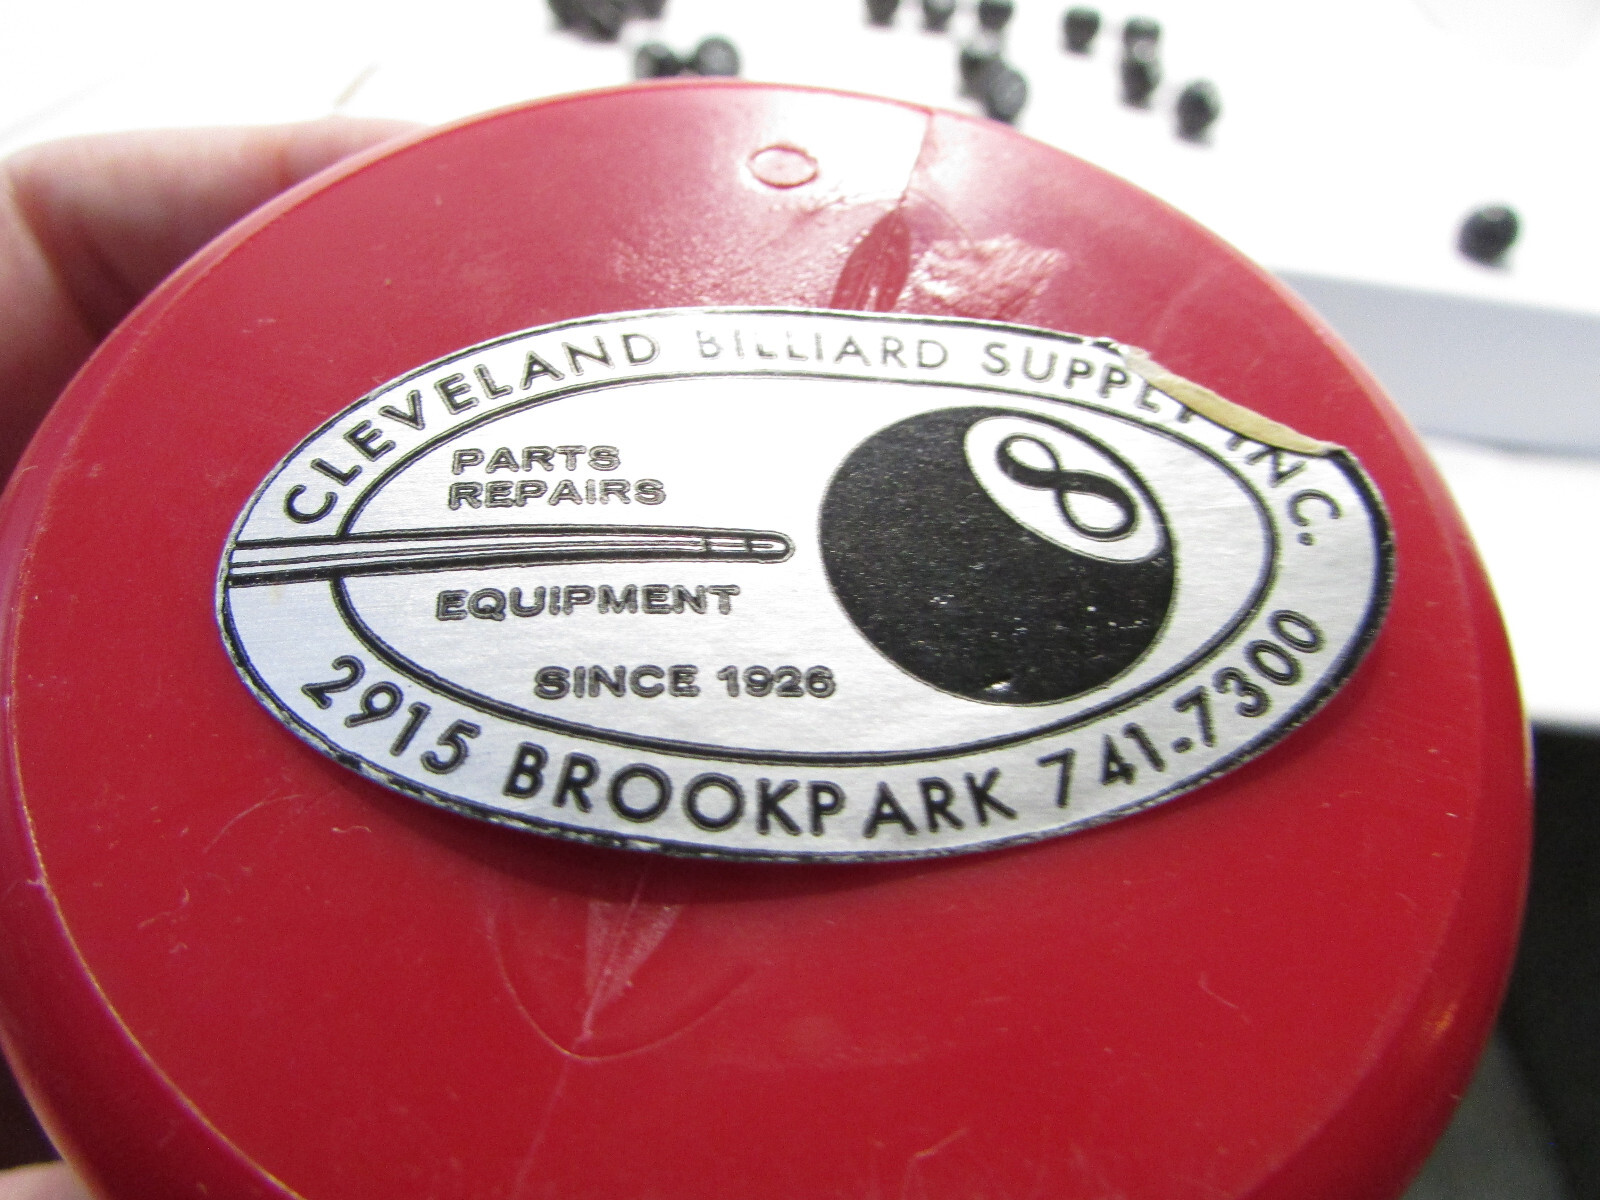 CLEVELAND BILLIARD SUPPLY INC.
PARTS
REPAIRS
8
EQUIPMENT
SINCE 1926
2915 BROOKPARK 741-7300